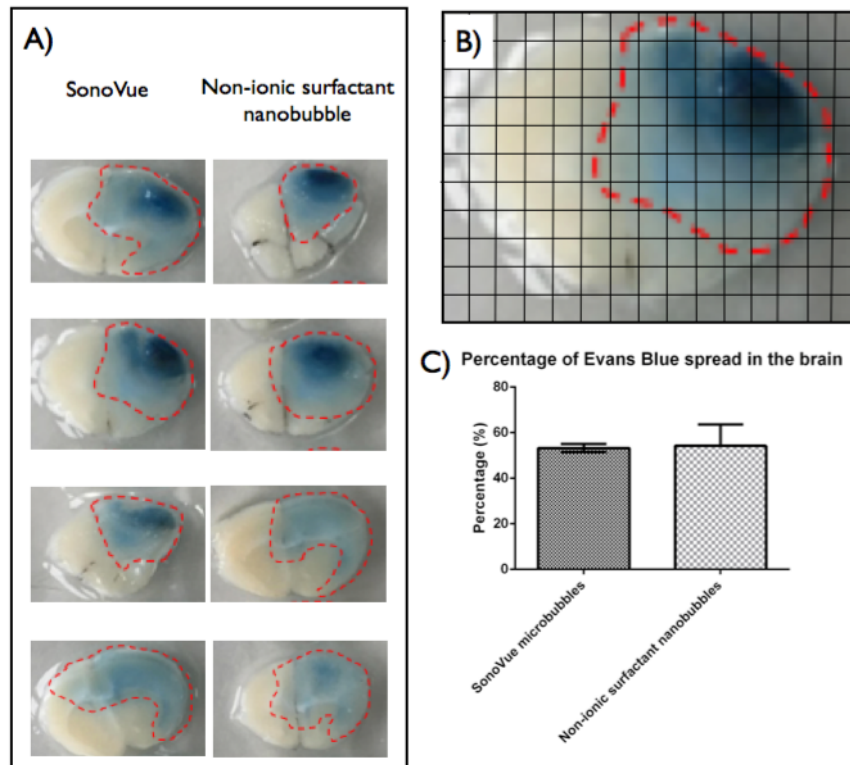 A)
SonoVue
Non-ionic surfactant
nanobubble
B)
C)
Percentage of Evans Blue spread in the brain
Percentage (%)
80
60
40
20
0
SonoVue microbubbles
Non-ionic surfactant nanobubbles